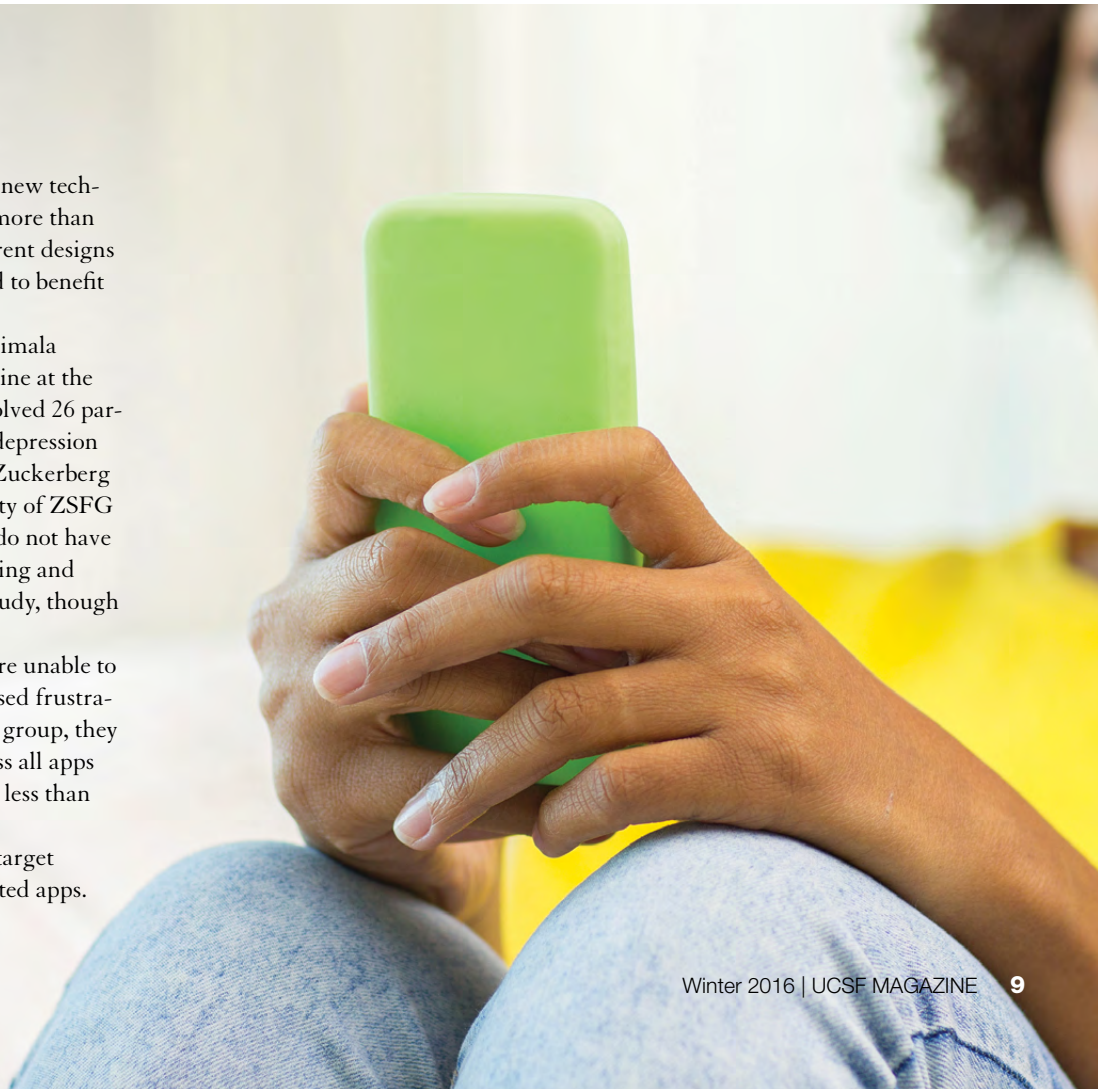 new tech-
more than
rent designs
l to benefit
imala
ine at the
olved 26 par-
depression
Zuckerberg
ty of ZSFG
do not have
ing and
udy, though
re unable to
sed frustra-
group, they
ss all apps
less than
target
ted apps.
Winter 2016 | UCSF MAGAZINE 9